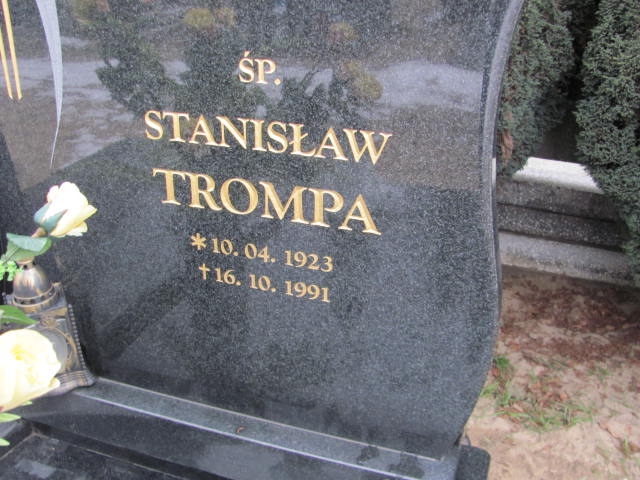 ŚP.
STANISŁAW
TROMPA
* 10. 04. 1923
† 16. 10. 1991